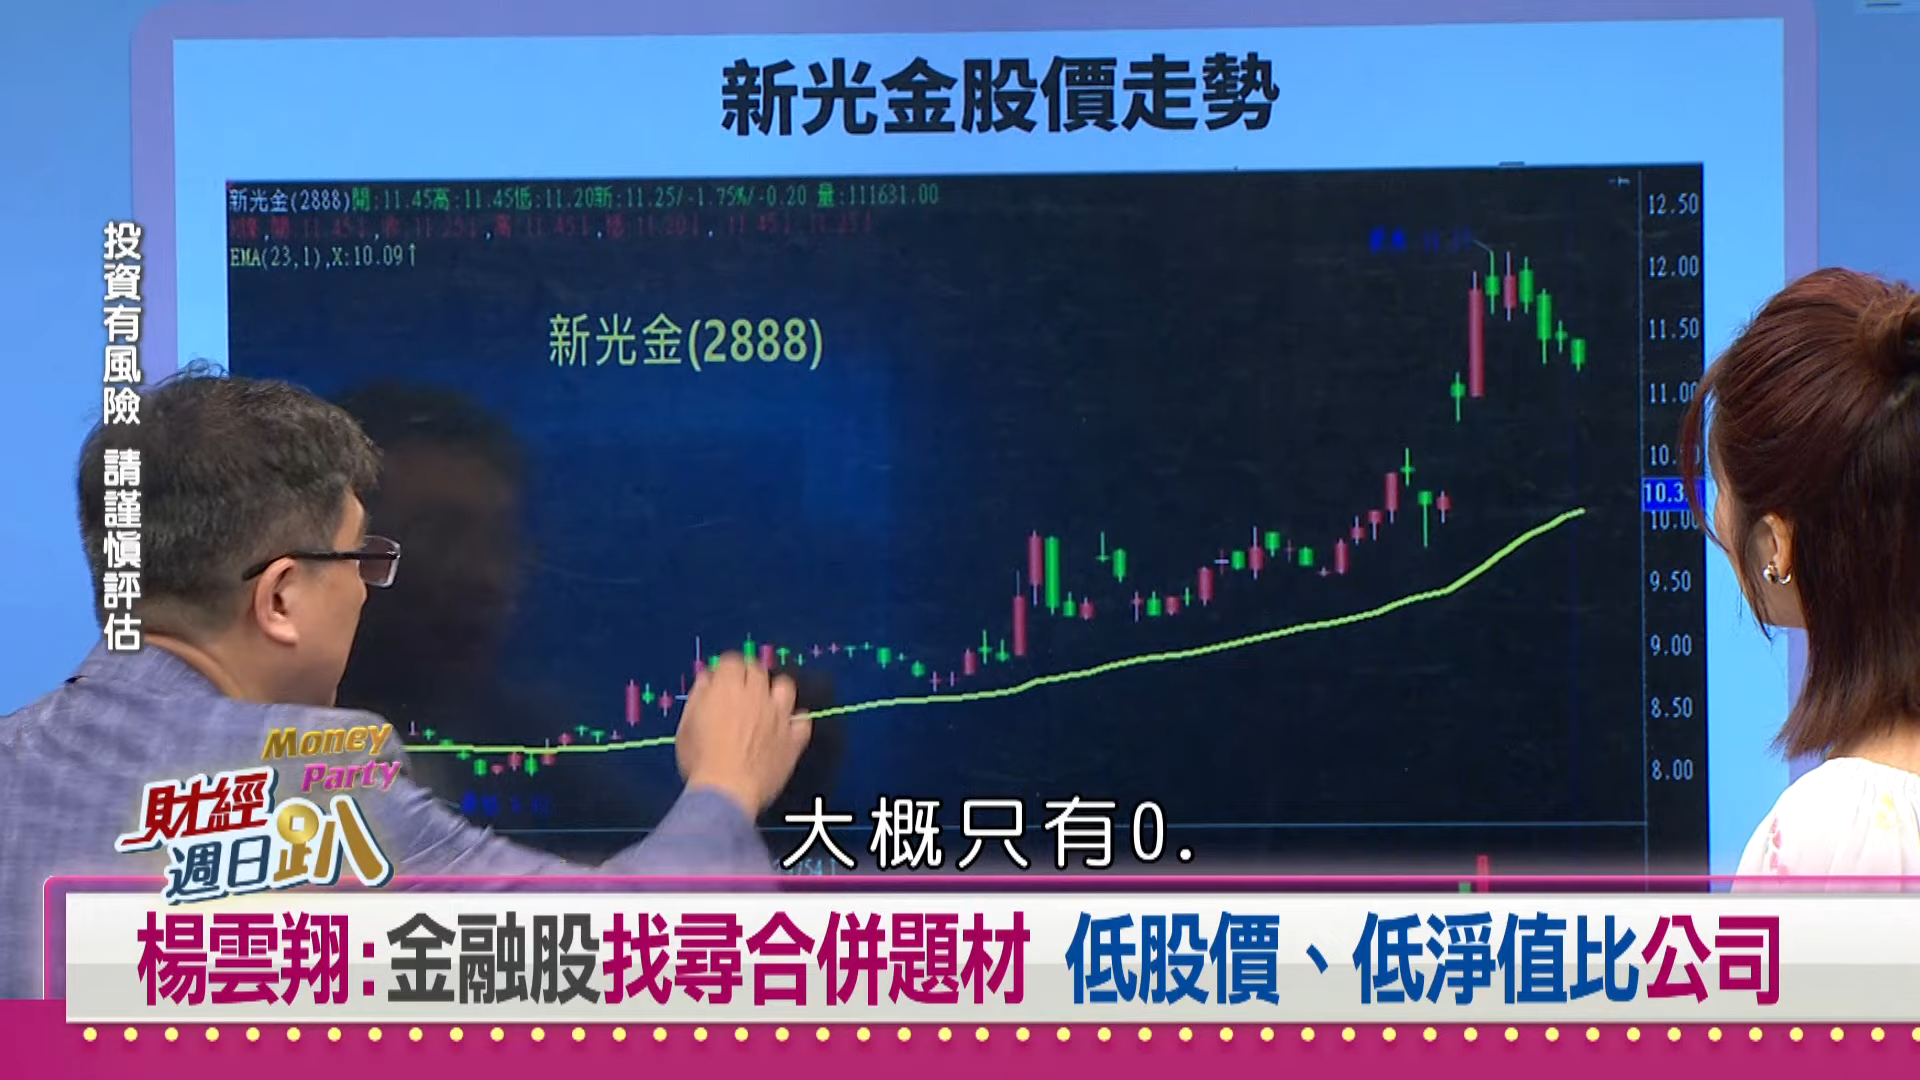 新光金股價走勢
新光金(2888)開:11.45高:11.45低:11.20新:11.25/-1.75%/-0.20 量:111631.00
EMA(23,1),X:10.09↑
新光金(2888)
12.50
12.00
11.50
11.00
10.00
9.50
9.00
8.50
8.00
投資有風險 請謹慎評估
Money
Party
財經
週日趴
大概只有0.
楊雲翔:金融股找尋合併題材 低股價、低淨值比公司